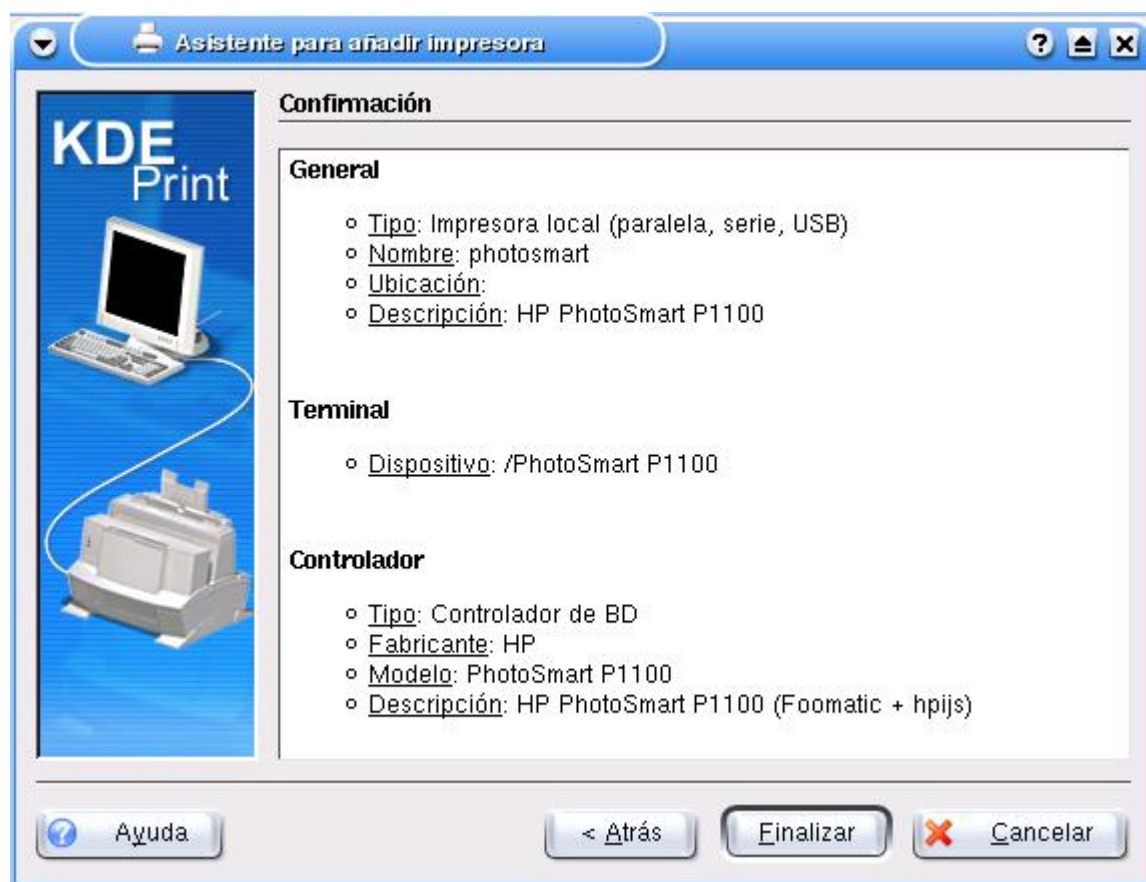 Asistente para añadir impresora
KDE
Print
Confirmación
General
Tipo: Impresora local (paralela, serie, USB)
Nombre: photosmart
Ubicación:
Descripción: HP PhotoSmart P1100
Terminal
Dispositivo: /PhotoSmart P1100
Controlador
Tipo: Controlador de BD
Fabricante: HP
Modelo: PhotoSmart P1100
Descripción: HP PhotoSmart P1100 (Foomatic + hpijs)
Ayuda
< Atrás
Finalizar
Cancelar